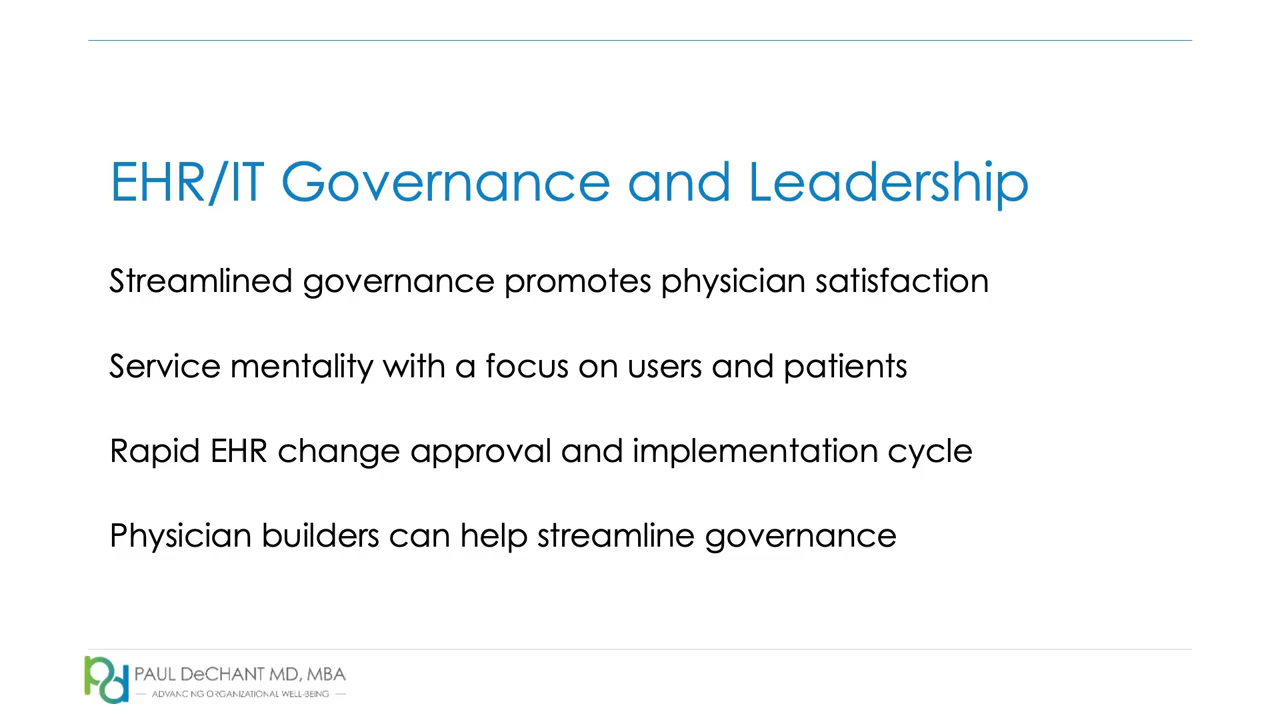 EHR/IT Governance and Leadership
Streamlined governance promotes physician satisfaction
Service mentality with a focus on users and patients
Rapid EHR change approval and implementation cycle
Physician builders can help streamline governance
pd
PAUL DeCHANT MD, MBA
— ADVANCING ORGANIZATIONAL WELL-BEING —